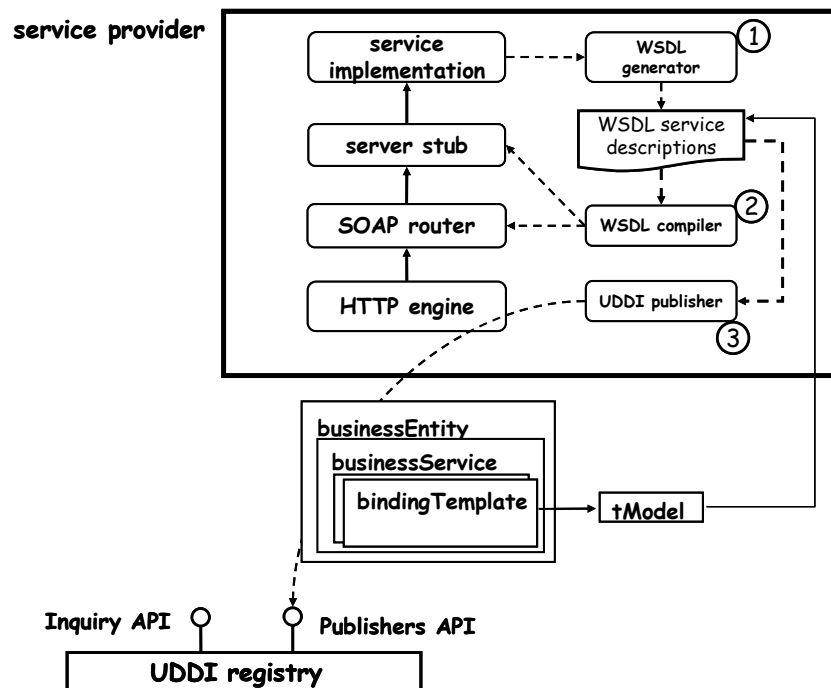 service provider
service
implementation
WSDL
generator
1
WSDL service
descriptions
server stub
SOAP router
WSDL compiler
2
HTTP engine
UDDI publisher
3
businessEntity
businessService
bindingTemplate
tModel
Inquiry API
Publishers API
UDDI registry